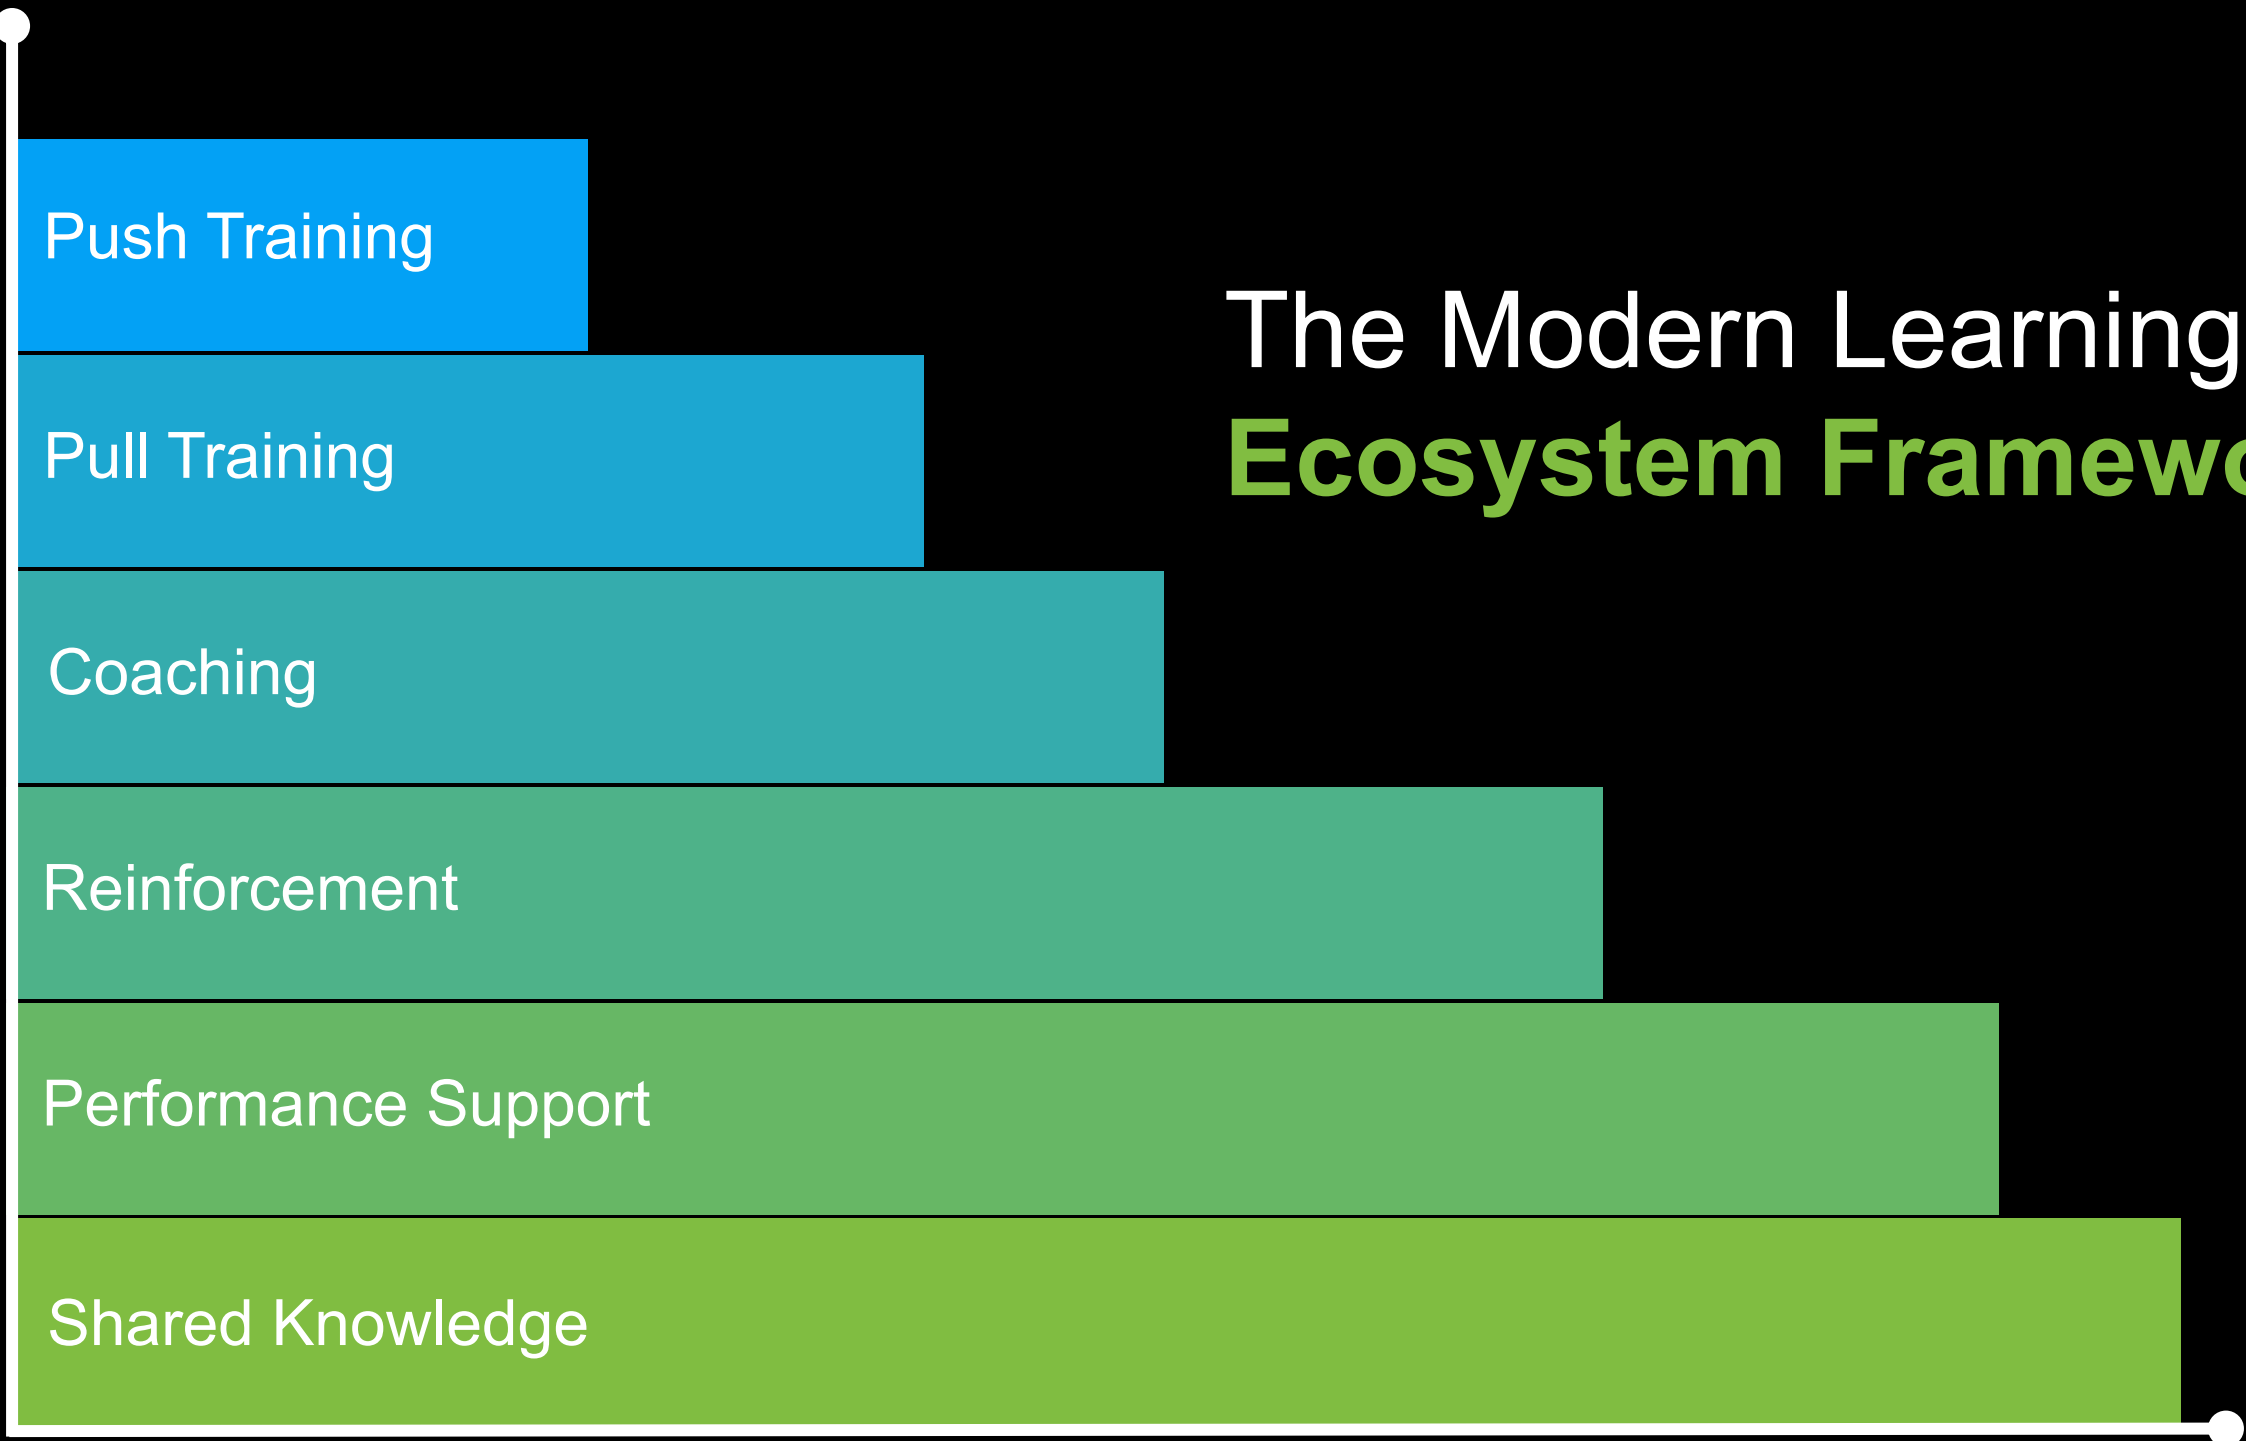 Push Training
The Modern Learning
Ecosystem
Pull Training
Coaching
Reinforcement
Performance Support
Shared Knowledge